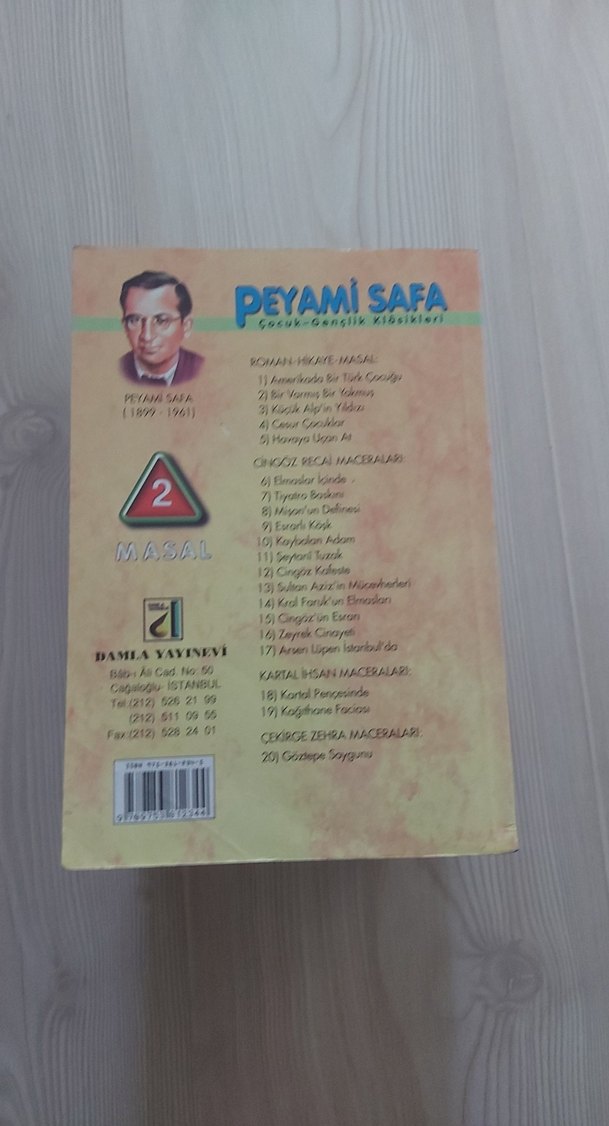 PEYAMİ SAFA
Çocuk-Gençlik Klâsikleri
PEYAMİ SAFA
(1899 - 1961)
2
MASAL
DAMLA YAYINEVİ
Bâb-ı Âli Cad. No: 50
Cağaloğlu- İSTANBUL
Tel:(212) 526 21 99
(212) 511 09 55
Fax:(212) 528 24 01
ROMAN-HİKAYE-MASAL:
1) Amerikada Bir Türk Çocuğu
2) Bir Varmış Bir Yokmuş
3) Küçük Alp'in Yıldızı
4) Cesur Çocuklar
5) Havaya Uçan At
CİNGÖZ RECAİ MACERALARI:
6) Elmaslar İçinde
7) Tiyatro Baskını
8) Mişon'un Definesi
9) Esrarlı Köşk
10) Kaybolan Adam
11) Şeytanî Tuzak
12) Cingöz Kafeste
13) Sultan Aziz'in Mücevherleri
14) Kral Faruk'un Elmasları
15) Cingöz'ün Esrarı
16) Zeyrek Cinayeti
17) Arsen Lüpen İstanbul'da
KARTAL İHSAN MACERALARI:
18) Kartal Pençesinde
19) Kağıthane Faciası
ÇEKİRGE ZEHRA MACERALARI:
20) Göztepe Soygunu